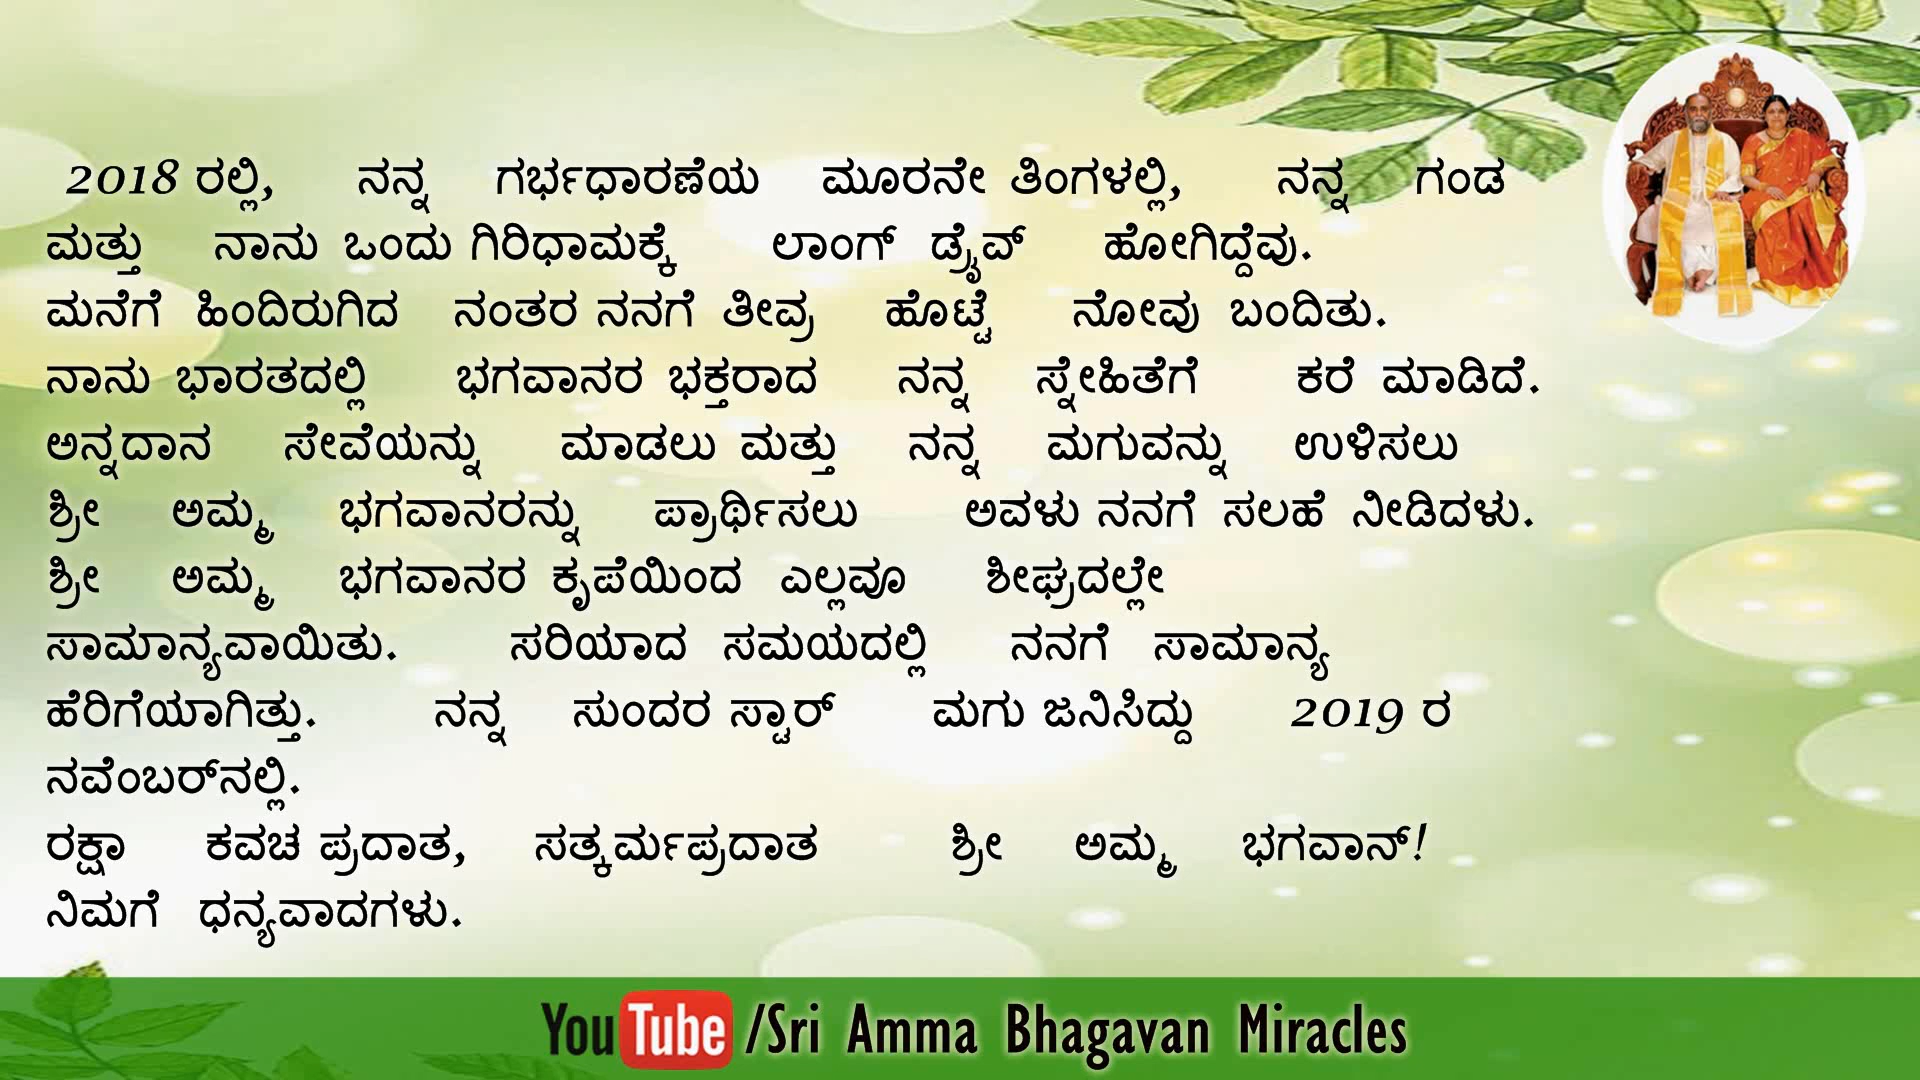 2018 ರಲ್ಲಿ, ನನ್ನ ಗರ್ಭಧಾರಣೆಯ ಮೂರನೇ ತಿಂಗಳಲ್ಲಿ, ನನ್ನ ಗಂಡ
ಮತ್ತು ನಾನು ಒಂದು ಗಿರಿಧಾಮಕ್ಕೆ ಲಾಂಗ್ ಡ್ರೈವ್ ಹೋಗಿದ್ದೆವು.
ಮನೆಗೆ ಹಿಂದಿರುಗಿದ ನಂತರ ನನಗೆ ತೀವ್ರ ಹೊಟ್ಟೆ ನೋವು ಬಂದಿತು.
ನಾನು ಭಾರತದಲ್ಲಿ ಭಗವಾನರ ಭಕ್ತರಾದ ನನ್ನ ಸ್ನೇಹಿತೆಗೆ ಕರೆ ಮಾಡಿದೆ.
ಅನ್ನದಾನ ಸೇವೆಯನ್ನು ಮಾಡಲು ಮತ್ತು ನನ್ನ ಮಗುವನ್ನು ಉಳಿಸಲು
ಶ್ರೀ ಅಮ್ಮ ಭಗವಾನರನ್ನು ಪ್ರಾರ್ಥಿಸಲು ಅವಳು ನನಗೆ ಸಲಹೆ ನೀಡಿದಳು.
ಶ್ರೀ ಅಮ್ಮ ಭಗವಾನರ ಕೃಪೆಯಿಂದ ಎಲ್ಲವೂ ಶೀಘ್ರದಲ್ಲೇ
ಸಾಮಾನ್ಯವಾಯಿತು. ಸರಿಯಾದ ಸಮಯದಲ್ಲಿ ನನಗೆ ಸಾಮಾನ್ಯ
ಹೆರಿಗೆಯಾಗಿತ್ತು. ನನ್ನ ಸುಂದರ ಸ್ಟಾರ್ ಮಗು ಜನಿಸಿದ್ದು 2019 ರ
ನವೆಂಬರ್‌ನಲ್ಲಿ.
ರಕ್ಷಾ ಕವಚ ಪ್ರದಾತ, ಸತ್ಕರ್ಮಪ್ರದಾತ ಶ್ರೀ ಅಮ್ಮ ಭಗವಾನ್!
ನಿಮಗೆ ಧನ್ಯವಾದಗಳು.
YouTube /Sri Amma Bhagavan Miracles